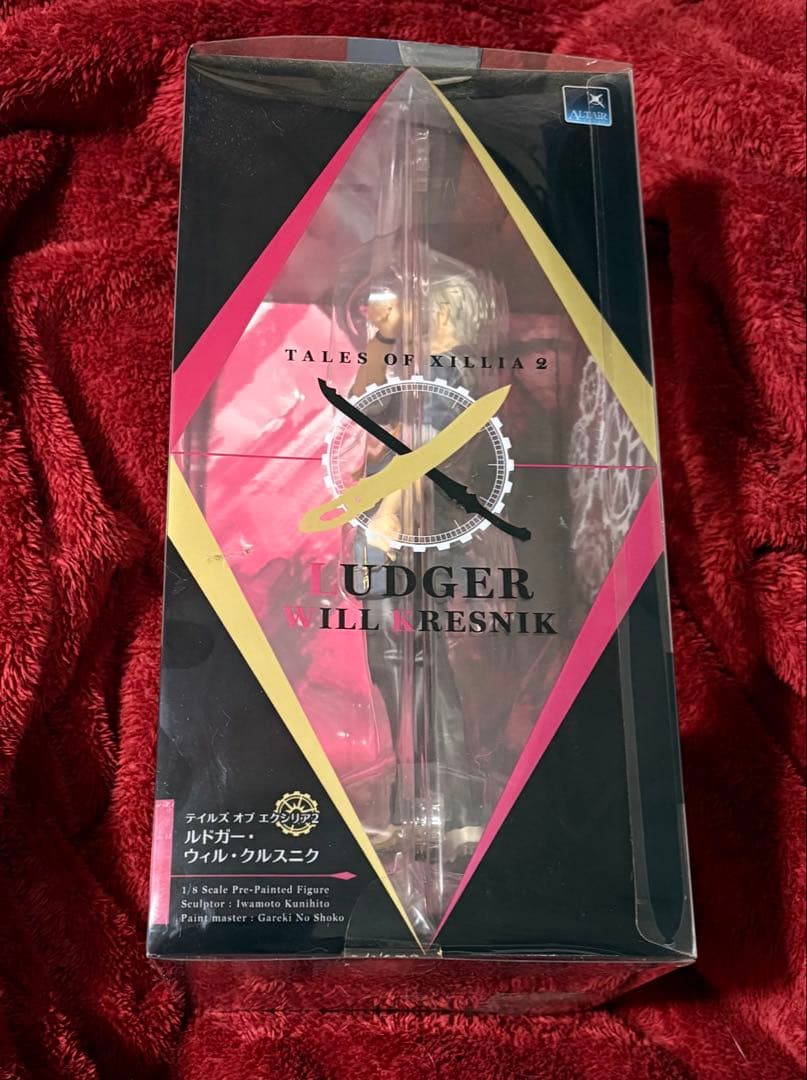 ALTAIR
TALES OF XILLIA 2
LUDGER
WILL KRESNIK
テイルズ オブ エクシリア2
ルドガー・
ウィル・クルスニク
1/8 Scale Pre-Painted Figure
Sculptor : Iwamoto Kunihito
Paint master : Gareki No Shoko